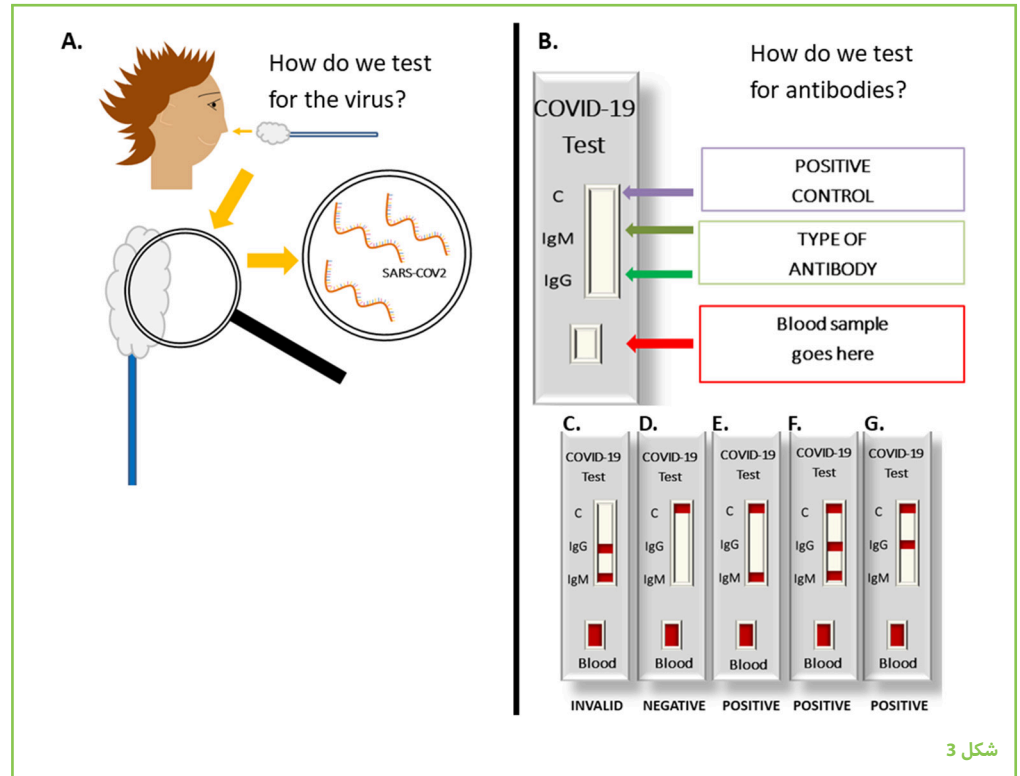 A.
How do we test
for the virus?
SARS-COV2
B.
How do we test
for antibodies?
COVID-19
Test
C
IgM
IgG
POSITIVE
CONTROL
TYPE OF
ANTIBODY
Blood sample
goes here
C.
COVID-19
Test
C
IgG
IgM
Blood
INVALID
D.
COVID-19
Test
C
IgG
IgM
Blood
NEGATIVE
E.
COVID-19
Test
C
IgG
IgM
Blood
POSITIVE
F.
COVID-19
Test
C
IgG
IgM
Blood
POSITIVE
G.
COVID-19
Test
C
IgG
IgM
Blood
POSITIVE
شكل 3